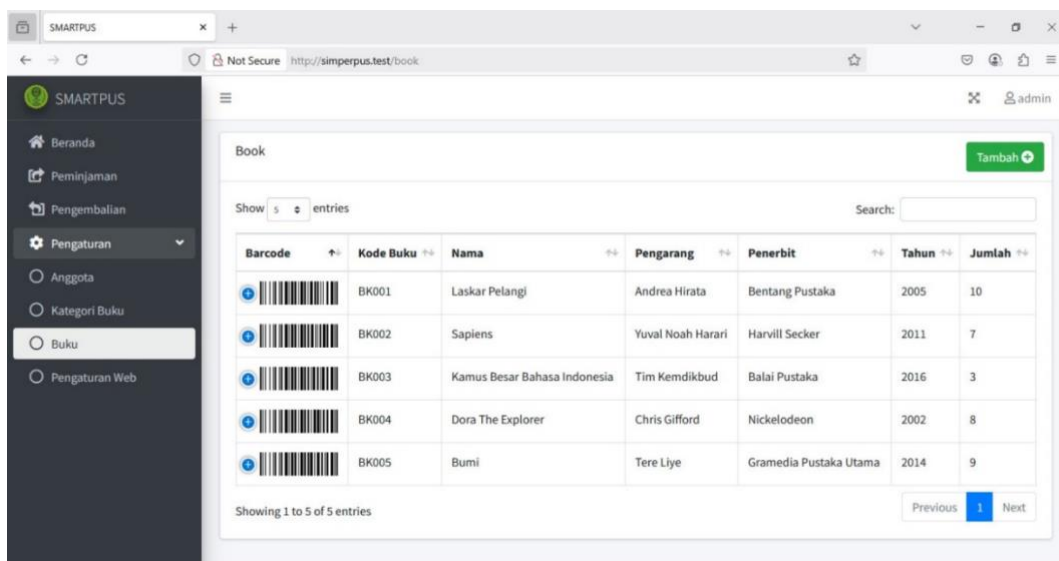 SMARTPUS
Not Secure http://simperpus.test/book
SMARTPUS
admin
Beranda
Peminjaman
Pengembalian
Pengaturan
Anggota
Kategori Buku
Buku
Pengaturan Web
Book
Tambah
Show 5 entries
Search:
Barcode Kode Buku Nama Pengarang Penerbit Tahun Jumlah
BK001 Laskar Pelangi Andrea Hirata Bentang Pustaka 2005 10
BK002 Sapiens Yuval Noah Harari Harvill Secker 2011 7
BK003 Kamus Besar Bahasa Indonesia Tim Kemdikbud Balai Pustaka 2016 3
BK004 Dora The Explorer Chris Gifford Nickelodeon 2002 8
BK005 Bumi Tere Liye Gramedia Pustaka Utama 2014 9
Showing 1 to 5 of 5 entries
Previous 1 Next